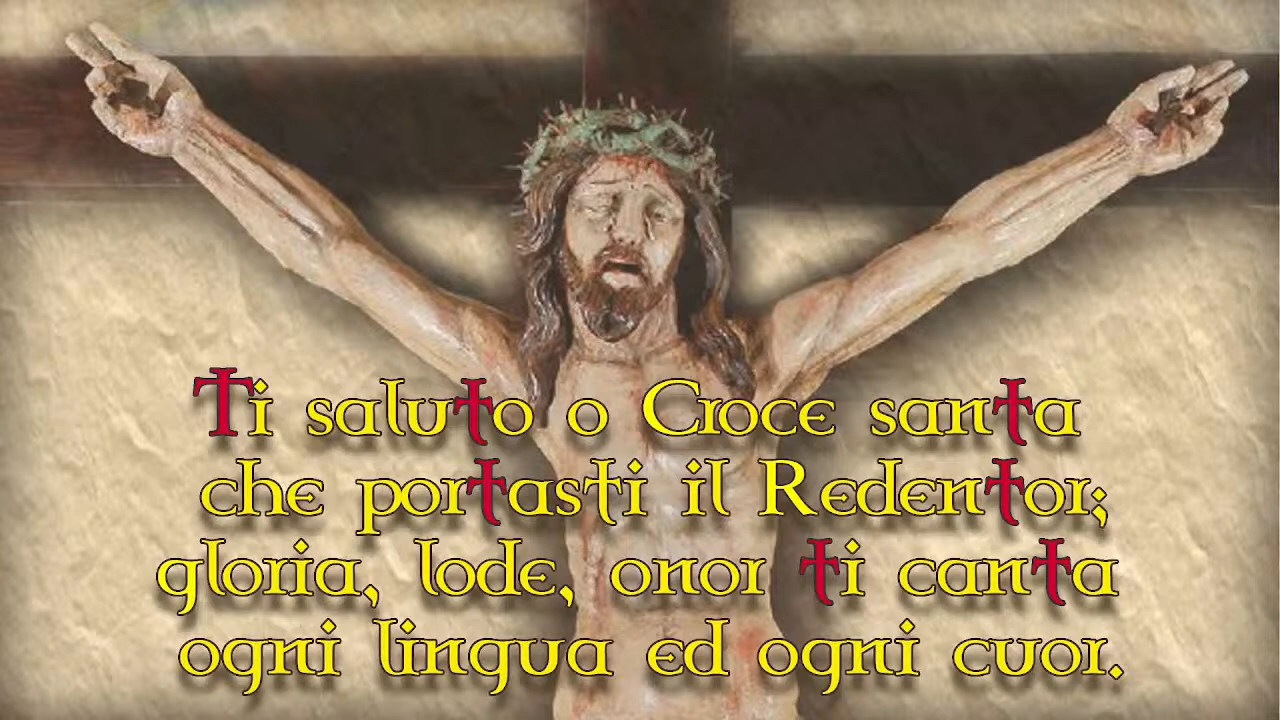 Ti saluto o Croce santa
che portasti il Redentor;
gloria, lode, onor ti canta
ogni lingua ed ogni cuor.